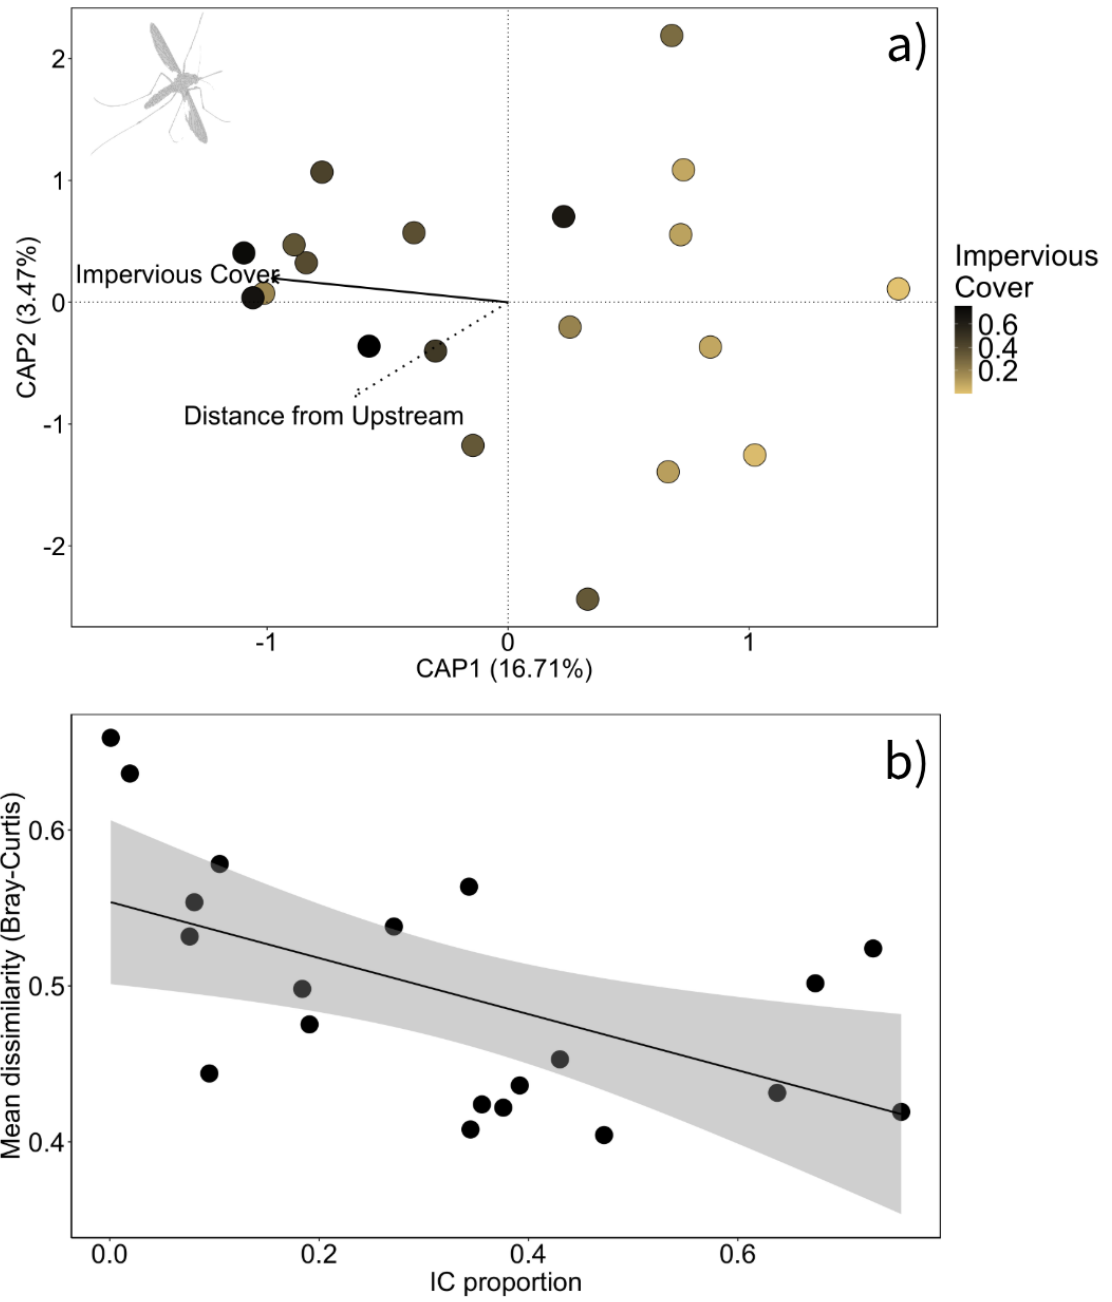 a)
2
1
0
-1
-2
CAP2 (3.47%)
Impervious Cover
Distance from Upstream
-1
0
1
CAP1 (16.71%)
Impervious
Cover
0.6
0.4
0.2
b)
0.6
0.5
0.4
Mean dissimilarity (Bray-Curtis)
0.0
0.2
0.4
0.6
IC proportion